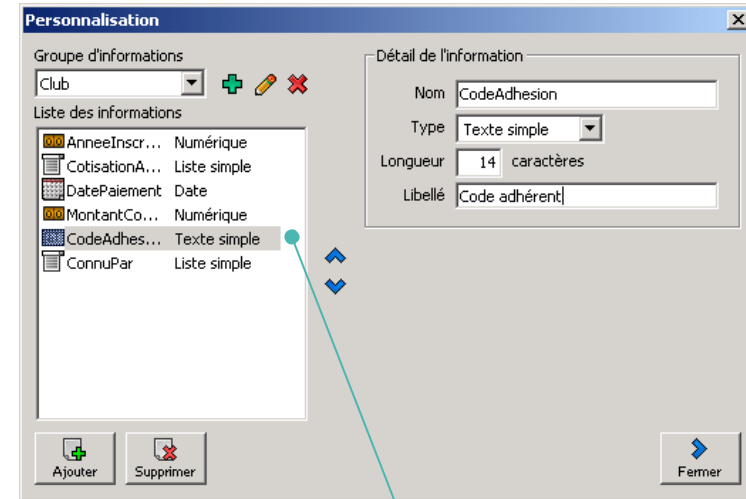 Personnalisation
Groupe d'informations
Club
Liste des informations
AnneeInscr... Numérique
CotisationA... Liste simple
DatePaiement Date
MontantCo... Numérique
CodeAdhes... Texte simple
ConnuPar Liste simple
Ajouter
Supprimer
Détail de l'information
Nom CodeAdhesion
Type Texte simple
Longueur 14 caractères
Libellé Code adhérent
Fermer